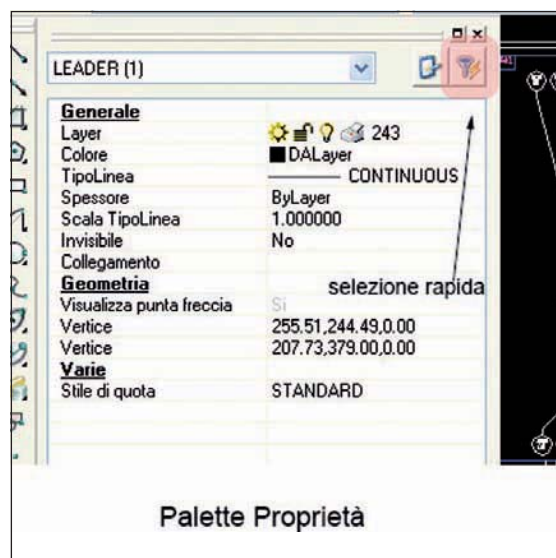 LEADER (1)
Generale
Layer 243
Colore DALayer
TipoLinea CONTINUOUS
Spessore ByLayer
Scala TipoLinea 1.000000
Invisibile No
Collegamento
Geometria
selezione rapida
Visualizza punta freccia Si
Vertice 255.51,244.49,0.00
Vertice 207.73,379.00,0.00
Varie
Stile di quota STANDARD
Palette Proprietà